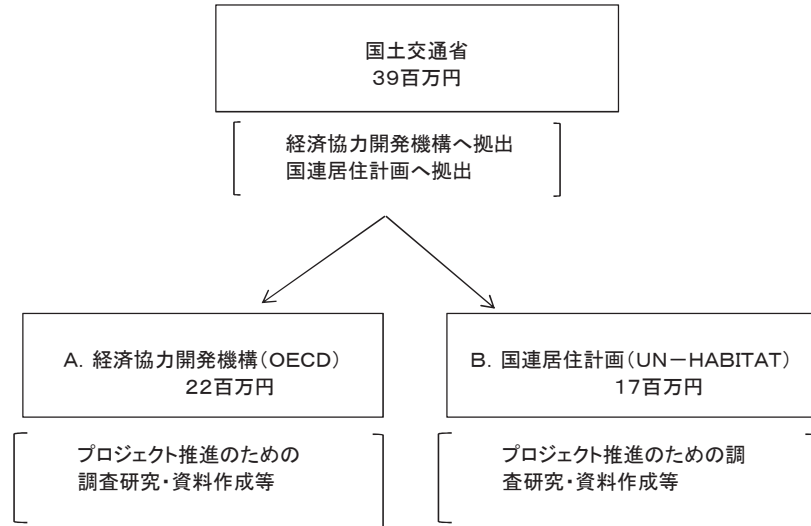 国土交通省
39百万円
経済協力開発機構へ拠出
国連居住計画へ拠出
A. 経済協力開発機構(OECD)
22百万円
プロジェクト推進のための
調査研究・資料作成等
B. 国連居住計画(UN－HABITAT)
17百万円
プロジェクト推進のための調
査研究・資料作成等